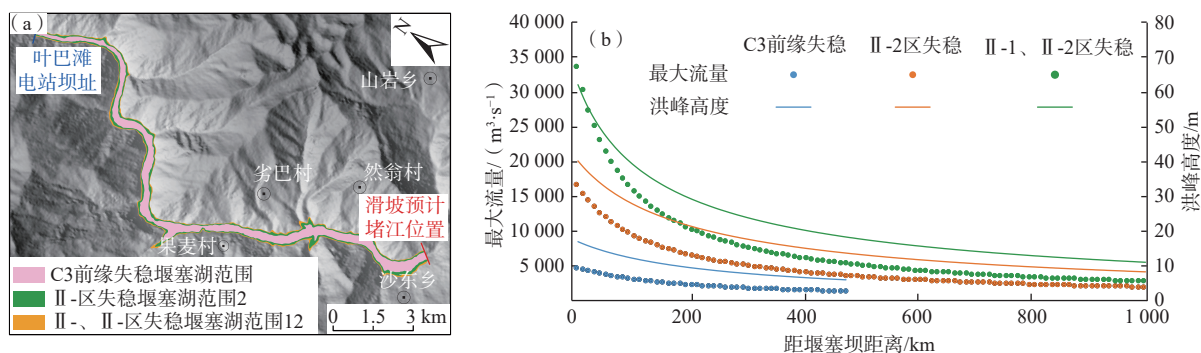 (a)
N
叶巴滩
电站坝址
山岩乡
劣巴村
然翁村
滑坡预计
堵江位置
果麦村
沙东乡
C3前缘失稳堰塞湖范围
Ⅱ-区失稳堰塞湖范围2
Ⅱ-、Ⅱ-区失稳堰塞湖范围12
0 1.5 3 km
(b)
C3前缘失稳 Ⅱ-2区失稳 Ⅱ-1、Ⅱ-2区失稳
最大流量
洪峰高度
最大流量/(m³·s⁻¹)
40 000
35 000
30 000
25 000
20 000
15 000
10 000
5 000
0 200 400 600 800 1 000
距堰塞坝距离/km
80
70
60
50
40
30
20
10
0
洪峰高度/m